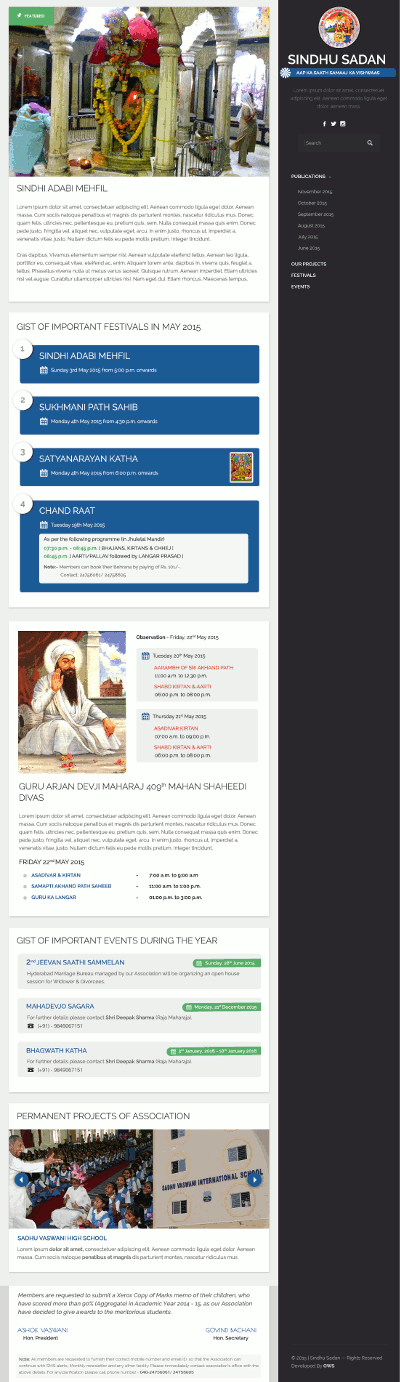 FEATURED
SINDHI ADABI MEHFIL
Lorem ipsum dolor sit amet, consectetuer adipiscing elit. Aenean commodo ligula eget dolor. Aenean
massa. Cum sociis natoque penatibus et magnis dis parturient montes, nascetur ridiculus mus. Donec
quam felis, ultricies nec, pellentesque eu, pretium quis, sem. Nulla consequat massa quis enim. Donec
pede justo, fringilla vel, aliquet nec, vulputate eget, arcu. In enim justo, rhoncus ut, imperdiet a,
venenatis vitae, justo. Nullam dictum felis eu pede mollis pretium. Integer tincidunt.
Cras dapibus. Vivamus elementum semper nisi. Aenean vulputate eleifend tellus. Aenean leo ligula,
porttitor eu, consequat vitae, eleifend ac, enim. Aliquam lorem ante, dapibus in, viverra quis, feugiat a,
tellus. Phasellus viverra nulla ut metus varius laoreet. Quisque rutrum. Aenean imperdiet. Etiam ultricies
nisi vel augue. Curabitur ullamcorper ultricies nisi. Nam eget dui. Etiam rhoncus. Maecenas tempus.
GIST OF IMPORTANT FESTIVALS IN MAY 2015
1
SINDHI ADABI MEHFIL
Sunday 3rd May 2015 from 5:00 p.m. onwards
2
SUKHMANI PATH SAHIB
Monday 4th May 2015 from 4:30 p.m. onwards
3
SATYANARAYAN KATHA
Monday 4th May 2015 from 6:00 p.m. onwards
4
CHAND RAAT
Tuesday 19th May 2015
As per the following programme (in Jhulelal Mandir)
07:30 p.m. - 08:45 p.m. ( BHAJANS, KIRTANS & CHHEJ )
08:45 p.m. ( AARTI/PALLAV followed by LANGAR PRASAD )
Note:- Members can book their Behrana by paying of Rs. 101/-
Contact:
Observation - Friday, 22nd May 2015
Tuesday 20th May 2015
AARAMBH OF SRI AKHAND PATH
11:00 a.m. to 12:30 p.m.
SHABD KIRTAN & AARTI
06:00 p.m. to 08:00 p.m.
Thursday 21st May 2015
ASADIVAR KIRTAN
07:00 a.m. to 09:00 p.m.
SHABD KIRTAN & AARTI
06:00 p.m. to 08:00 p.m.
GURU ARJAN DEVJI MAHARAJ 409th MAHAN SHAHEEDI
DIVAS
Lorem ipsum dolor sit amet, consectetuer adipiscing elit. Aenean commodo ligula eget dolor. Aenean
massa. Cum sociis natoque penatibus et magnis dis parturient montes, nascetur ridiculus mus. Donec
quam felis, ultricies nec, pellentesque eu, pretium quis, sem. Nulla consequat massa quis enim. Donec
pede justo, fringilla vel, aliquet nec, vulputate eget, arcu. In enim justo, rhoncus ut, imperdiet a,
venenatis vitae, justo. Nullam dictum felis eu pede mollis pretium. Integer tincidunt.
FRIDAY 22nd MAY 2015
ASADIVAR & KIRTAN - 7:00 a.m. to 9:00 a.m
SAMAPTI AKHAND PATH SAHEEB - 11:00 a.m. to 1:00 p.m.
GURU KA LANGAR - 01:00 p.m. to 3:00 p.m.
GIST OF IMPORTANT EVENTS DURING THE YEAR
2nd JEEVAN SAATHI SAMMELAN
Sunday, 28th June 2015
Hyderabad Marriage Bureau managed by our Association will be organizing an open house
session for Widower & Divorcees.
MAHADEVJO SAGARA
Monday, 22nd December 2015
For further details please contact Shri Deepak Sharma (Raja Maharaj).
(+91) - 9849087151
BHAGWATH KATHA
3rd January, 2016 - 10th January 2016
For further details please contact Shri Deepak Sharma (Raja Maharaj).
(+91) - 9849087151
PERMANENT PROJECTS OF ASSOCIATION
SADHU VASWANI INTERNATIONAL SCHOOL
SADHU VASWANI HIGH SCHOOL
Lorem ipsum dolor sit amet, consectetuer adipiscing elit. Aenean commodo ligula eget dolor. Aenean
massa. Cum sociis natoque penatibus et magnis dis parturient montes, nascetur ridiculus mus.
Members are requested to submit a Xerox Copy of Marks memo of their children, who
have scored more than 90% (Aggregate) in Academic Year 2014 - 15, as our Association
have decided to give awards to the meritorious students.
ASHOK VASWANI
Hon. President
GOVIND BACHANI
Hon. Secretary
SINDHU SADAN
AAP KA SAATH SAMAAJ KA VISHWAAS
Lorem ipsum dolor sit amet, consectetuer
adipiscing elit. Aenean commodo ligula eget
dolor. Aenean massa.
Search
PUBLICATIONS
November 2015
October 2015
September 2015
August 2015
July 2015
June 2015
OUR PROJECTS
FESTIVALS
EVENTS
© 2015 | Sindhu Sadan - Rights Reserved
Developed By OWS